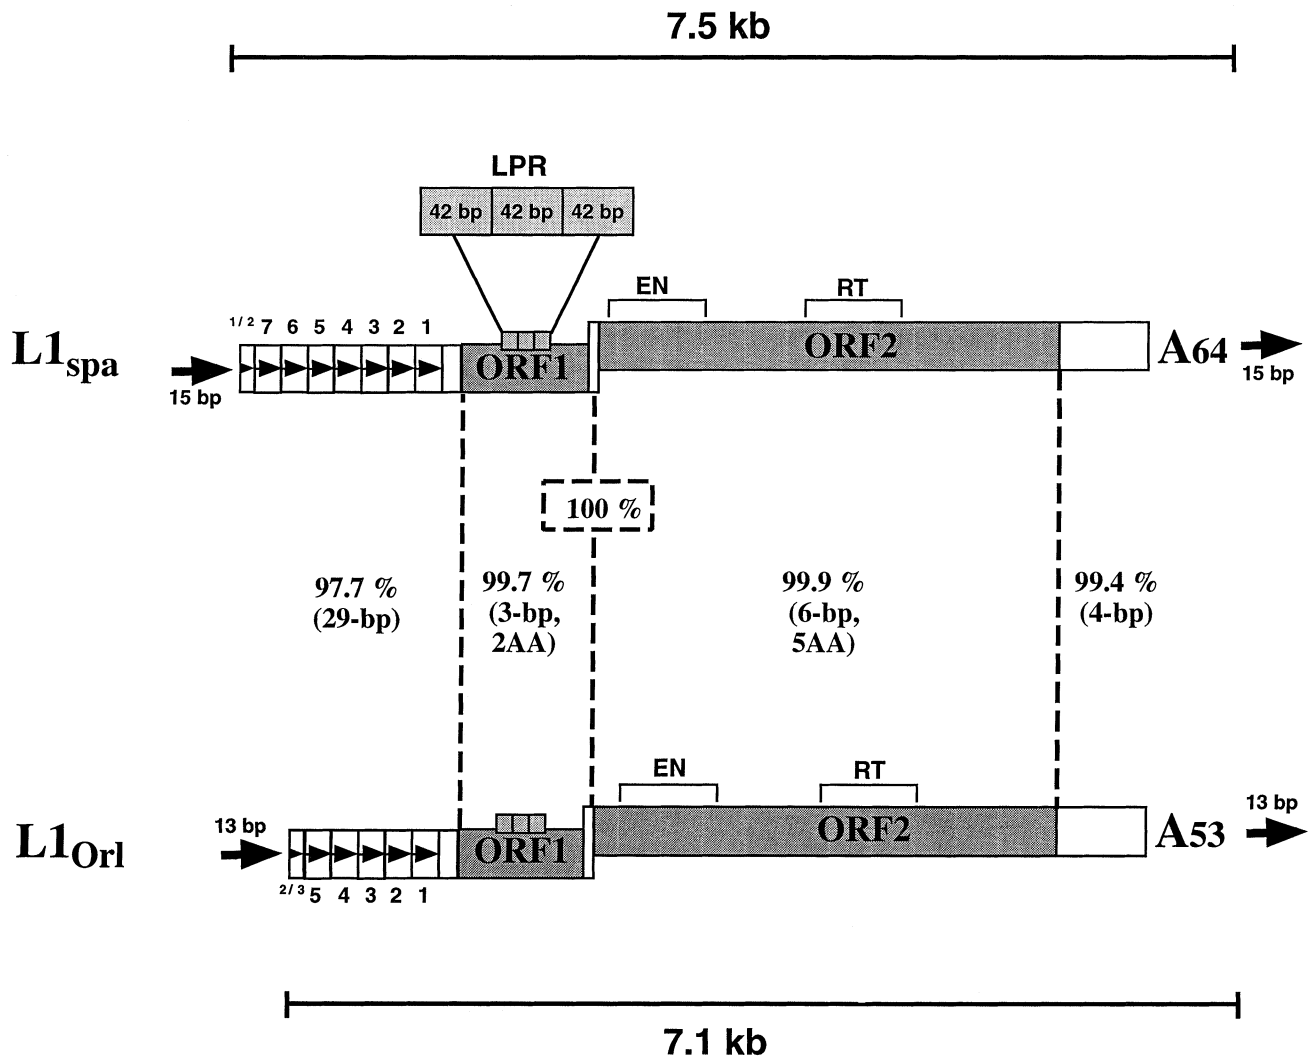 7.5 kb
LPR
42 bp 42 bp 42 bp
EN RT
1/2 7 6 5 4 3 2 1
L1spa
15 bp
ORF1
ORF2
A64
15 bp
100 %
97.7 %
(29-bp)
99.7 %
(3-bp,
2AA)
99.9 %
(6-bp,
5AA)
99.4 %
(4-bp)
EN RT
13 bp
L1Orl
ORF1
ORF2
A53
13 bp
2/3 5 4 3 2 1
7.1 kb